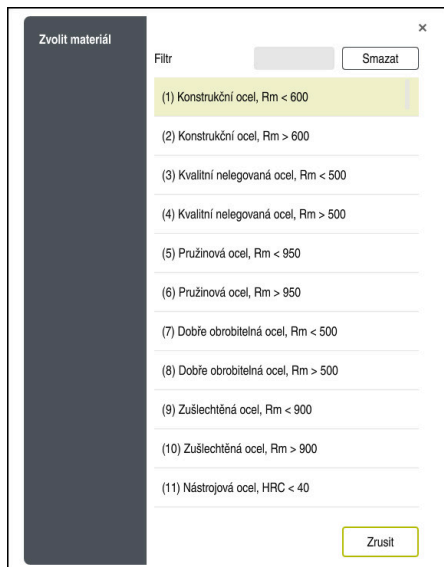 Zvolit materiál
×
Filtr
Smazat
(1) Konstrukční ocel, Rm < 600
(2) Konstrukční ocel, Rm > 600
(3) Kvalitní nelegovaná ocel, Rm < 500
(4) Kvalitní nelegovaná ocel, Rm > 500
(5) Pružinová ocel, Rm < 950
(6) Pružinová ocel, Rm > 950
(7) Dobře obrobitelná ocel, Rm < 500
(8) Dobře obrobitelná ocel, Rm > 500
(9) Zušlechtěná ocel, Rm < 900
(10) Zušlechtěná ocel, Rm > 900
(11) Nástrojová ocel, HRC < 40
Zrusit